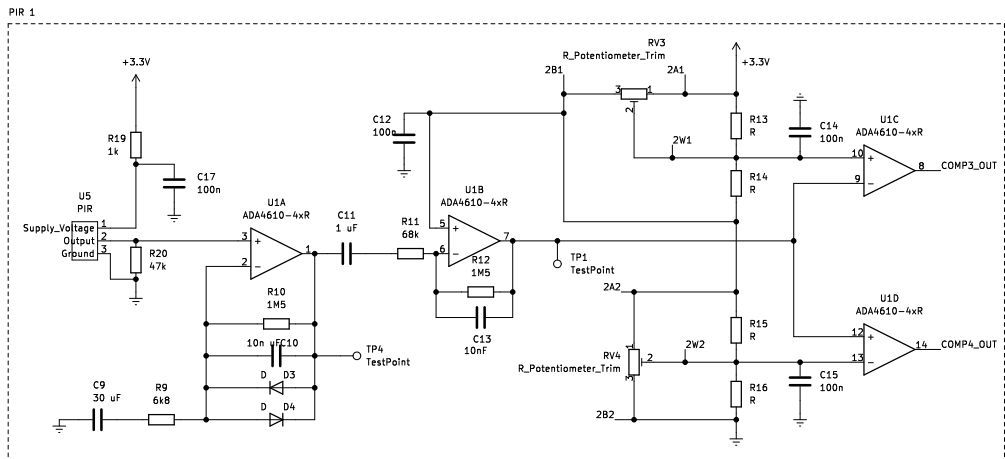 PIR 1
RV3
R_Potentiometer_Trim
+3.3V
+3.3V
2B1
2A1
3
1
2
C12
100n
R13
R
C14
100n
U1C
ADA4610-4xR
R19
1k
2W1
10
9
8
COMP3_OUT
C17
100n
R14
R
U5
PIR
U1A
ADA4610-4xR
U1B
ADA4610-4xR
Supply_Voltage
1
Output
2
Ground
3
R20
47k
3
2
1
C11
1 uF
R11
68k
5
6
7
R12
1M5
TP1
TestPoint
C13
10nF
R10
1M5
10n uFC10
TP4
TestPoint
D
D3
D
D4
C9
30 uF
R9
6k8
2A2
R15
R
U1D
ADA4610-4xR
12
13
14
COMP4_OUT
RV4
R_Potentiometer_Trim
1
2
3
2W2
R16
R
C15
100n
2B2